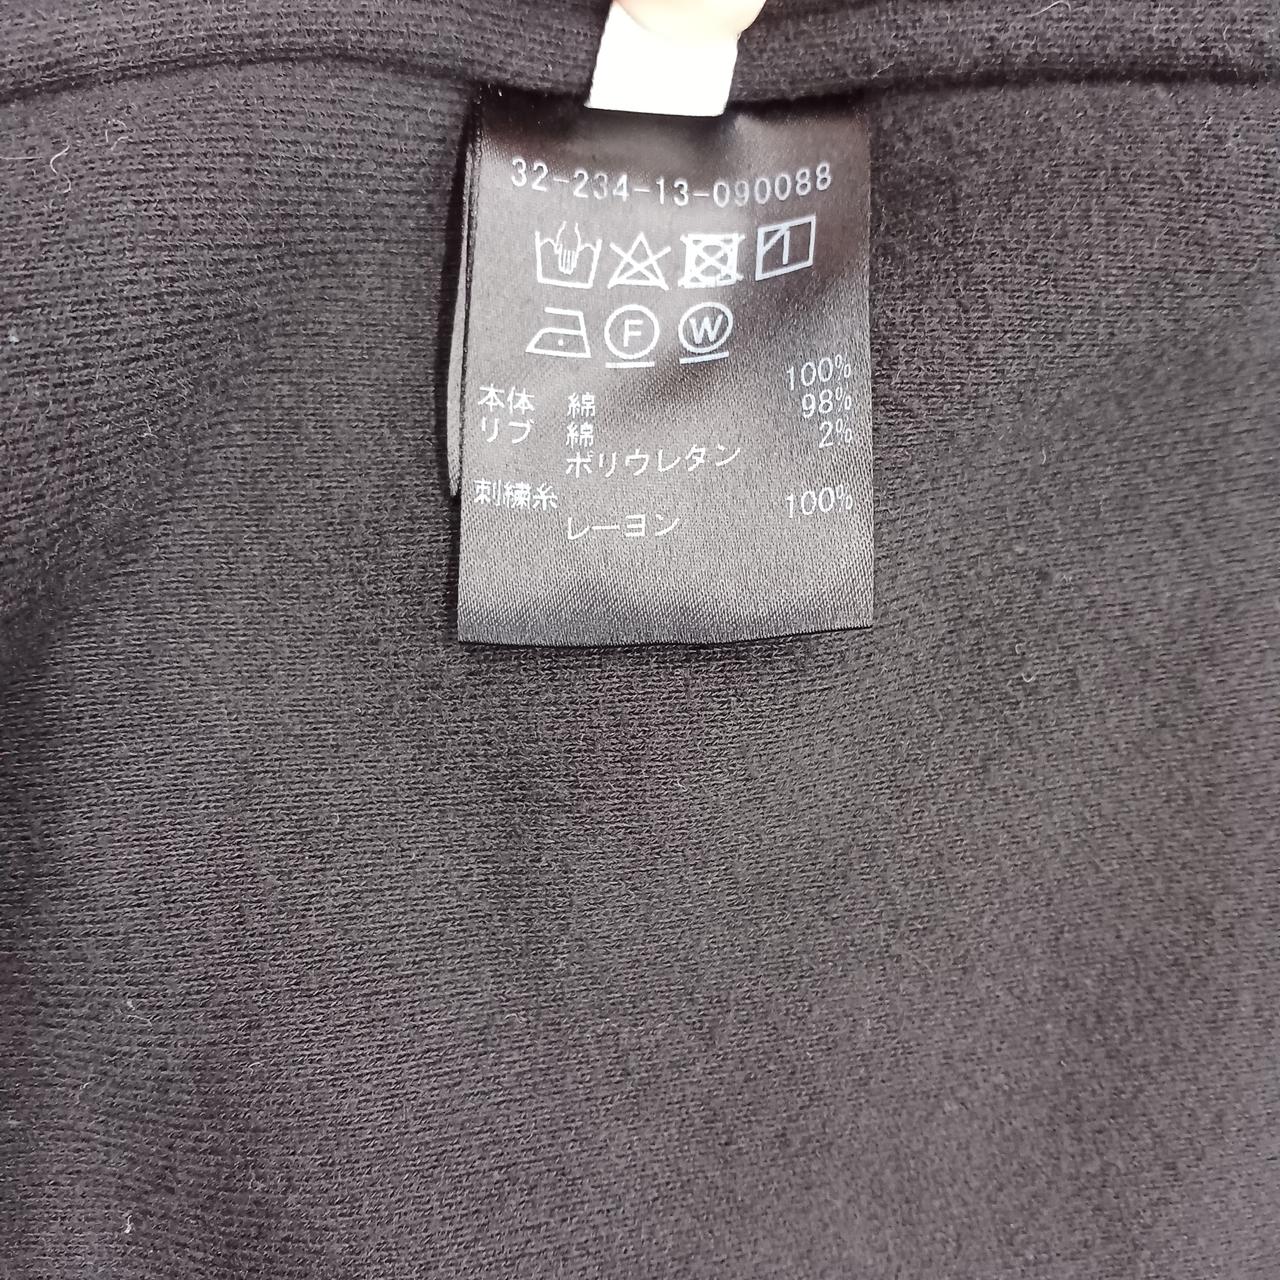 32-234-13-090088
F W
本体 綿 100%
リブ 綿 98%
ポリウレタン 2%
刺繍糸
レーヨン 100%